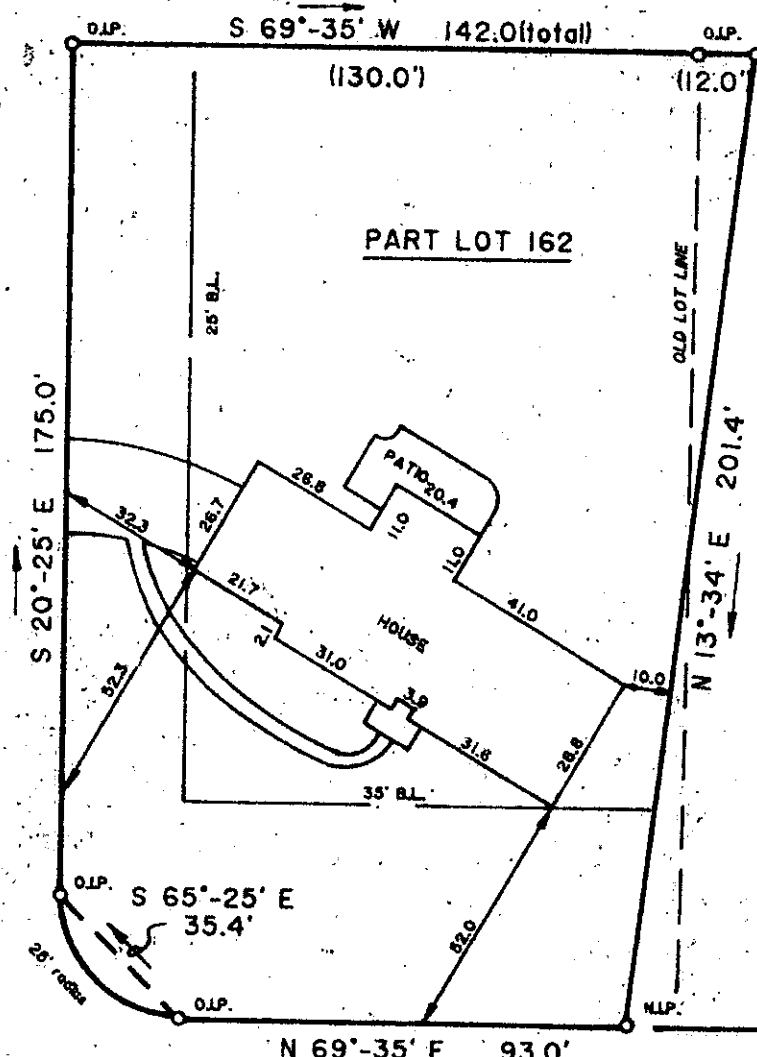 O.I.P.
S 69°-35' W 142.0(total)
O.I.P.
(130.0')
(12.0')
PART LOT 162
25' B.L.
OLD LOT LINE
S 20°-25' E 175.0'
N 13°-34' E 201.4'
PATIO
20.4
26.8
11.0
11.0
26.7
32.3
21.7
2.1
41.0
HOUSE
31.0
3.9
10.0
52.3
31.6
28.8
35' B.L.
O.I.P.
S 65°-25' E
35.4'
52.0
25' radius
O.I.P.
N.I.P.
N 69°-35' E 93.0'